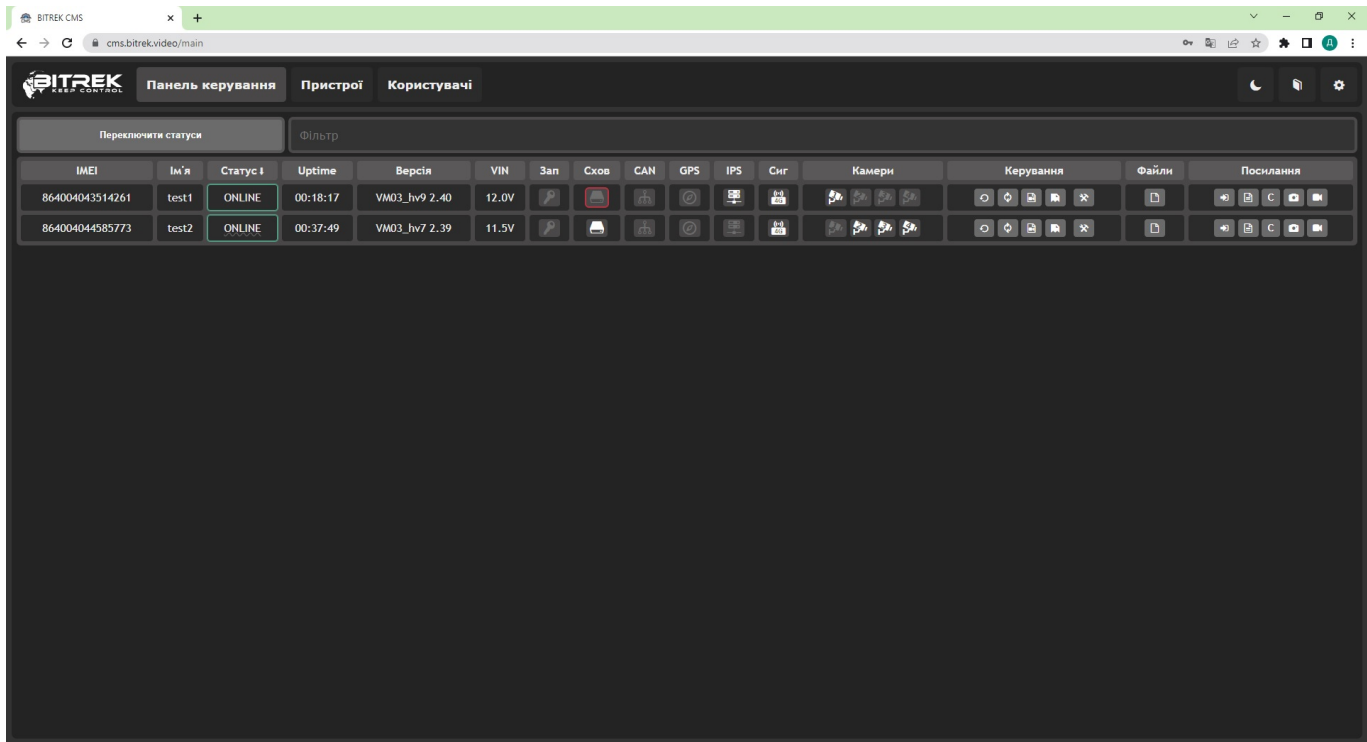 BITREK CMS
cms.bitrek.video/main
Д
BITREK Панель керування Пристрої Користувачі
KEEP CONTROL
Переключити статуси Фільтр
IMEI Ім'я Статус↓ Uptime Версія VIN Зап Схов CAN GPS IPS Сиг Камери Керування Файли Посилання
864004043514261 test1 ONLINE 00:18:17 VM03_hv9 2.40 12.0V 4G C
864004044585773 test2 ONLINE 00:37:49 VM03_hv7 2.39 11.5V 4G C